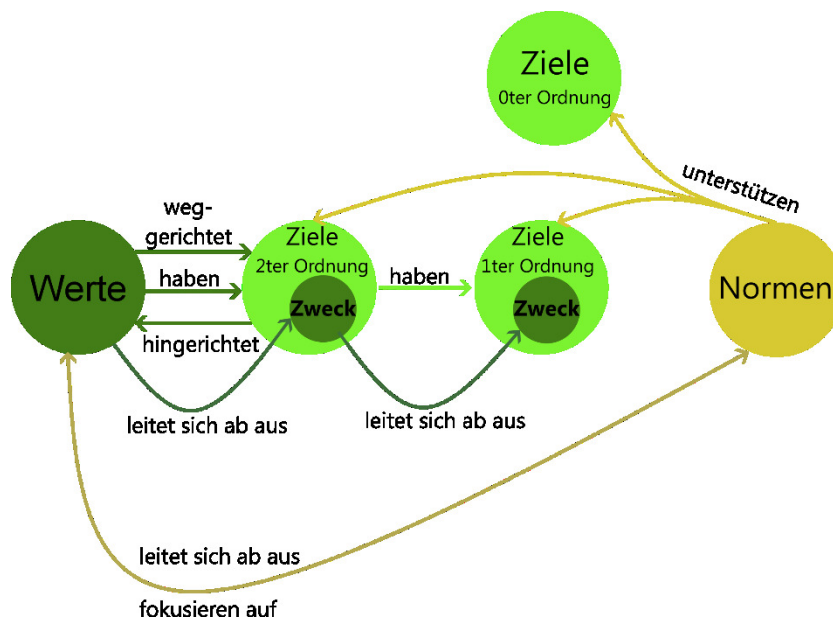 Ziele
0ter Ordnung
unterstützen
weg-
gerichtet
Ziele
2ter Ordnung
Ziele
1ter Ordnung
Werte
haben
haben
Normen
Zweck
Zweck
hingerichtet
leitet sich ab aus
leitet sich ab aus
leitet sich ab aus
fokusieren auf